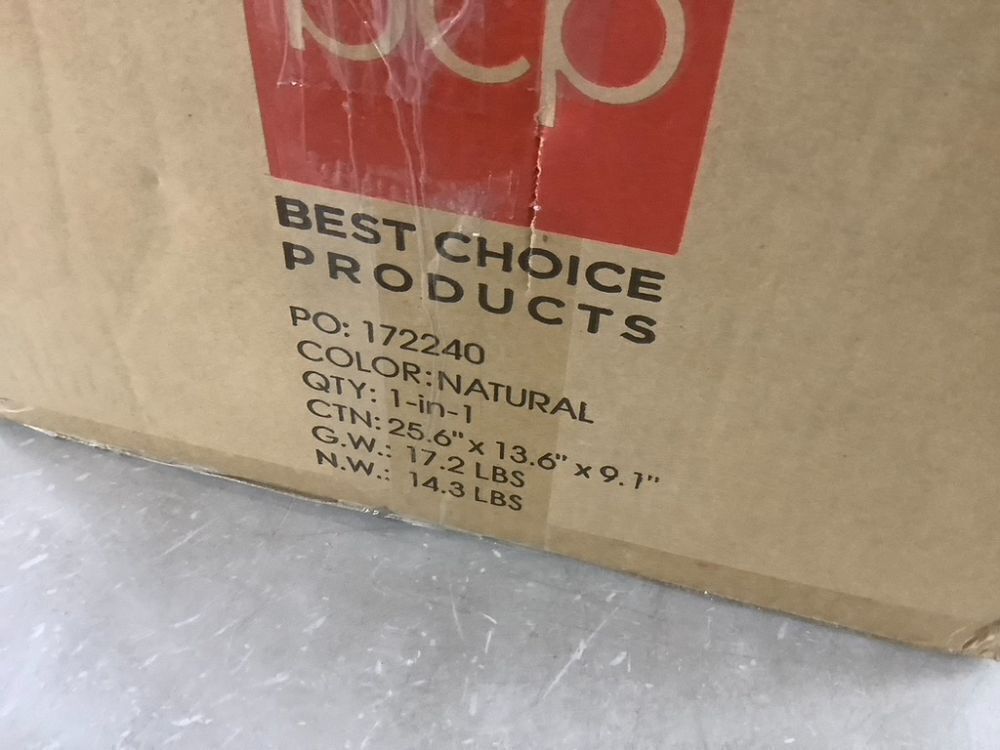 bcp
BEST CHOICE
PRODUCTS
PO: 172240
COLOR:NATURAL
QTY: 1-in-1
CTN: 25.6" x 13.6" x 9.1"
G.W.: 17.2 LBS
N.W.: 14.3 LBS